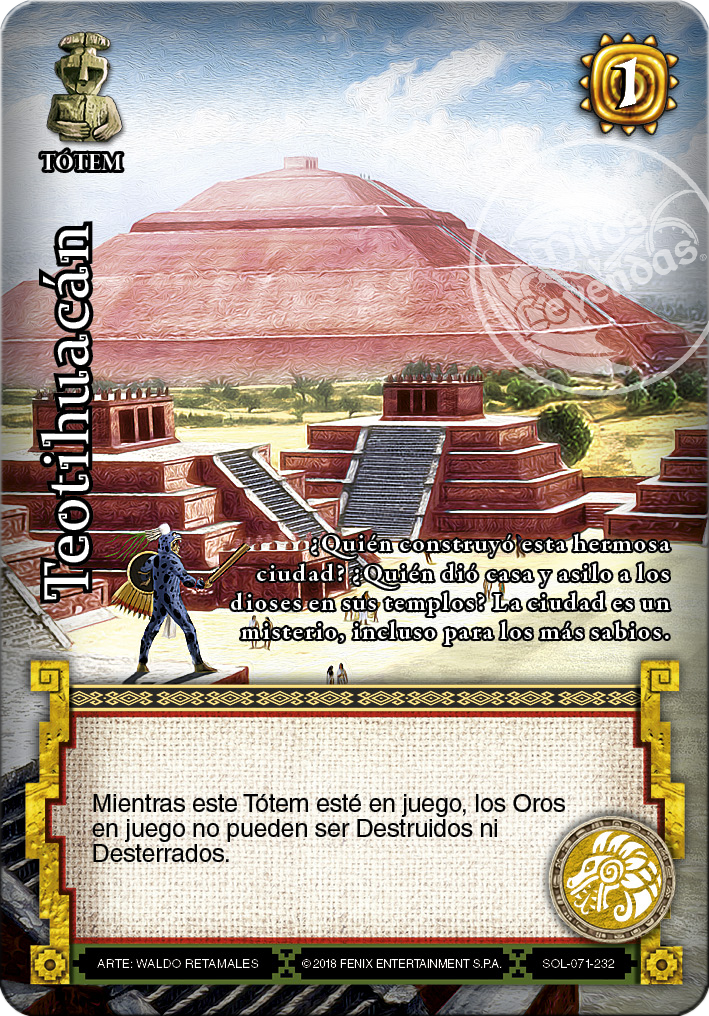 TÓTEM
1
Mitos
Leyendas
Teotihuacán
¿Quién construyó esta hermosa
ciudad? ¿Quién dió casa y asilo a los
dioses en sus templos? La ciudad es un
misterio, incluso para los más sabios.
Mientras este Tótem esté en juego, los Oros
en juego no pueden ser Destruidos ni
Desterrados.
ARTE: WALDO RETAMALES
©2018 FENIX ENTERTAINMENT S.P.A.
SOL-071-232